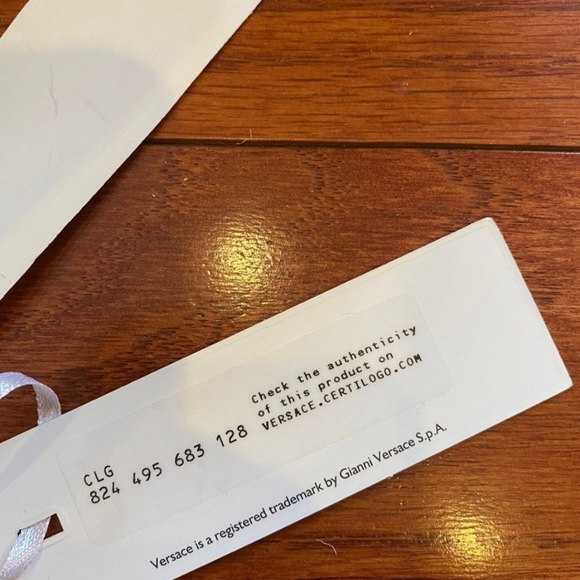 CLG
824 495 683 128
Check the authenticity
of this product on
VERSACE.CERTILOGO.COM
Versace is a registered trademark by Gianni Versace S.p.A.